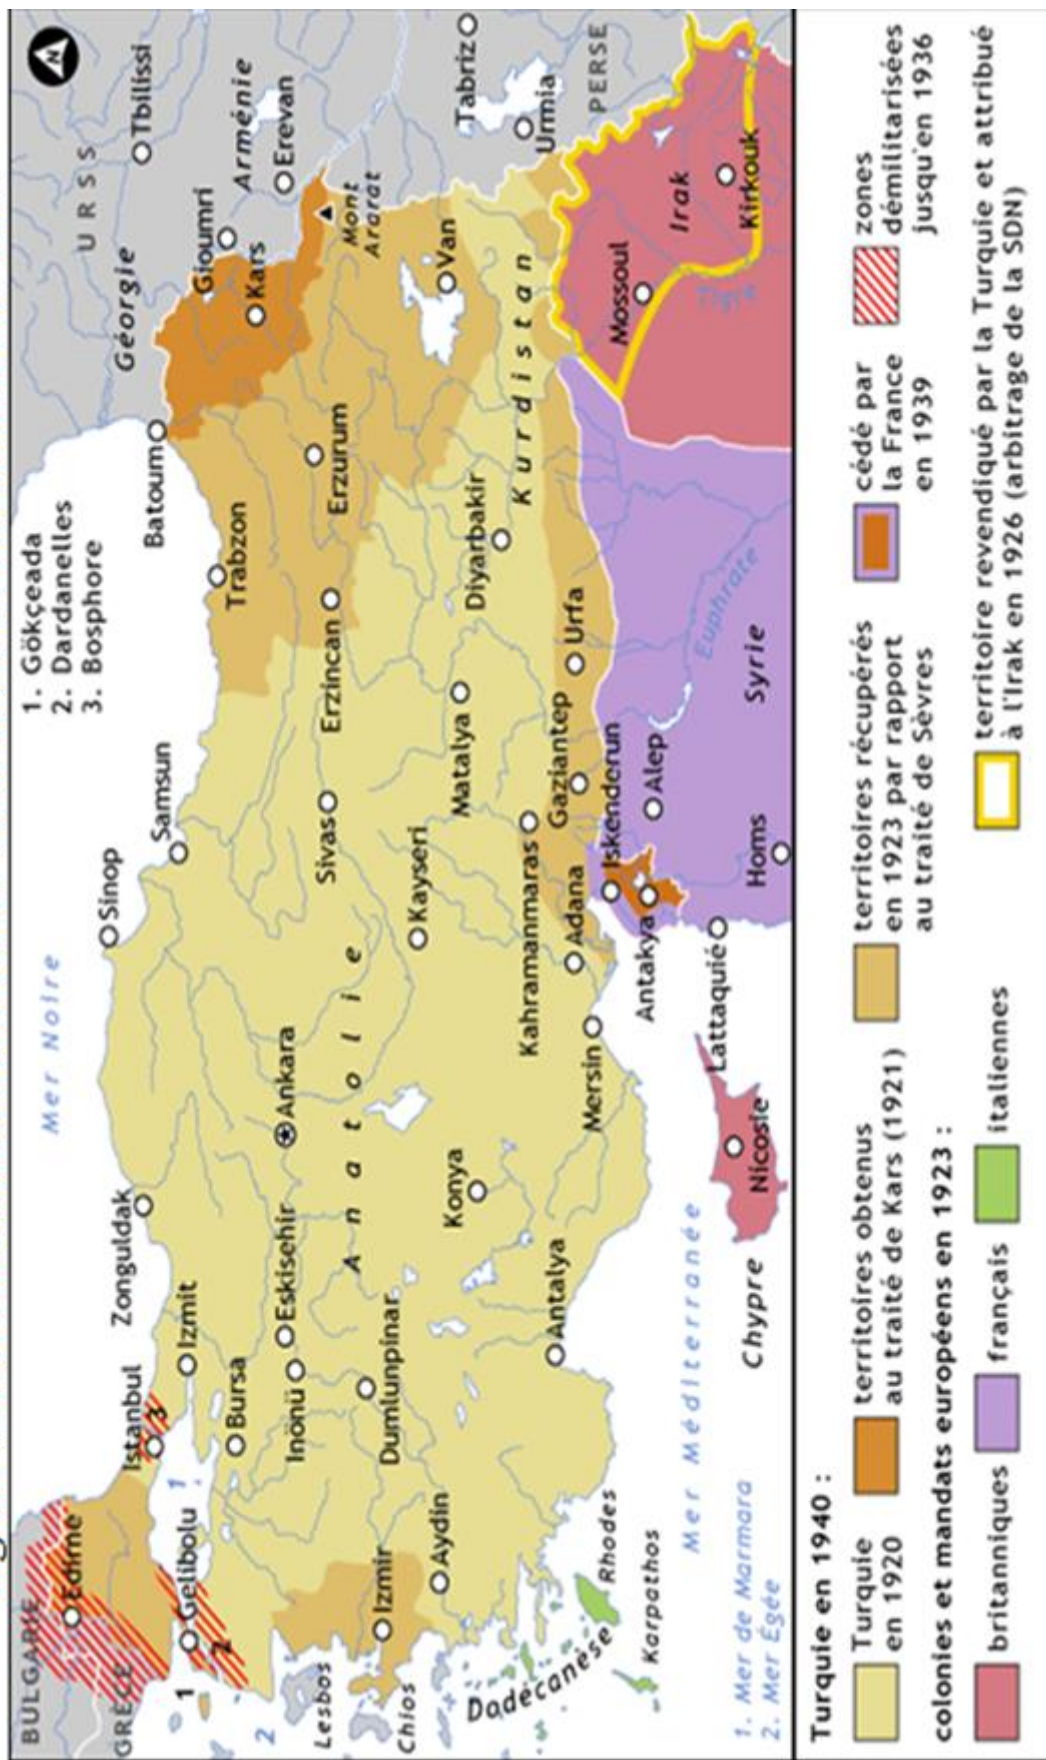 1. Gökçeada
2. Dardanelles
3. Bosphore
N
BULGARIE
GRÈCE
Edirne
Istanbul
3
Gelibolu
1
1
2
2
Mer Noire
Zonguldak
Izmit
Bursa
Eskisehir
Inönü
Dumlunpinar
Ankara
Sinop
Samsun
Sivas
Kayseri
Anatolie
Konya
Antalya
Izmir
Aydin
Lesbos
Chios
Dodécanèse
Rhodes
Karpathos
Mersin
Adana
Kahramanmaras
Gaziantep
Iskenderun
Antakya
Matalya
Erzincan
Trabzon
Erzurum
Batoum
Géorgie
URSS
Tbilissi
Gioumri
Kars
Arménie
Erevan
Mont
Ararat
Van
Tabriz
Urmia
PERSE
Diyarbakir
Kurdistan
Urfa
Mossoul
Irak
Kirkouk
Tigre
Euphrate
Syrie
Alep
Homs
Lattaquié
Nicosie
Chypre
Mer Méditerranée
1. Mer de Marmara
2. Mer Égée
Turquie en 1940 :
Turquie
en 1920
territoires obtenus
au traité de Kars (1921)
territoires récupérés
en 1923 par rapport
au traité de Sèvres
cédé par
la France
en 1939
zones
démilitarisées
jusqu'en 1936
colonies et mandats européens en 1923 :
britanniques
français
italiennes
territoire revendiqué par la Turquie et attribué
à l'Irak en 1926 (arbitrage de la SDN)